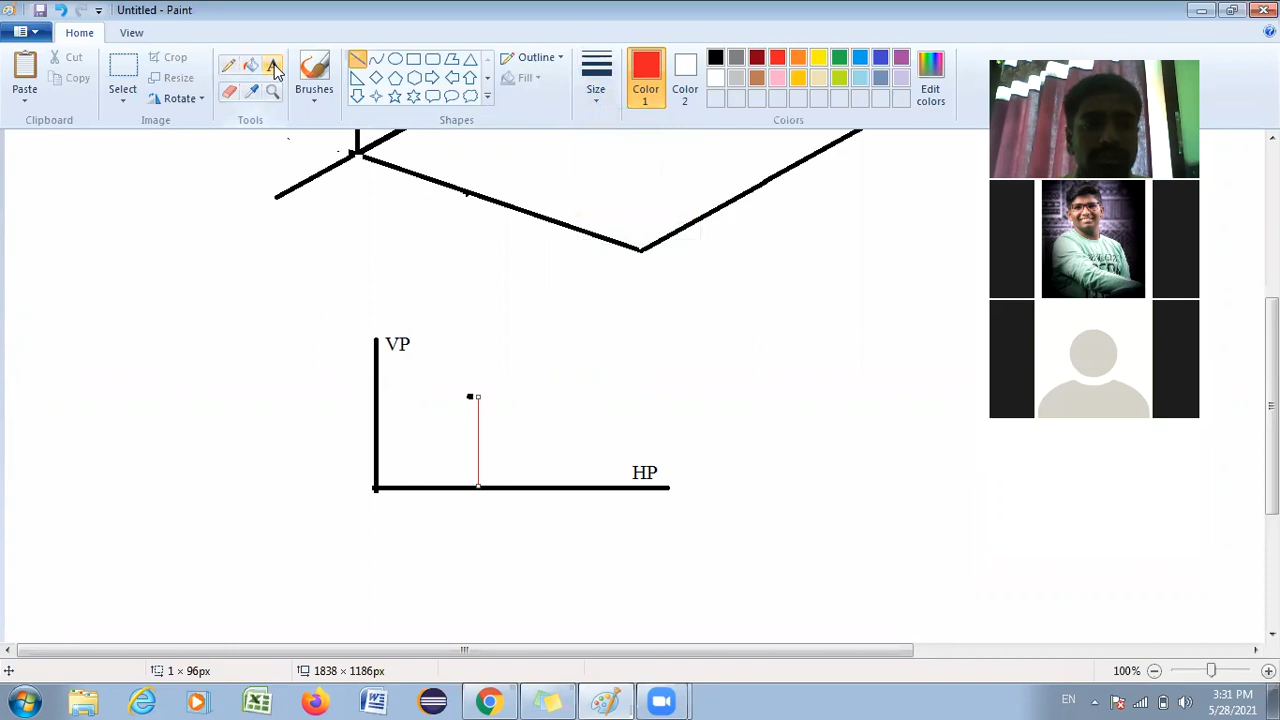 Untitled - Paint
Home
View
Paste
Cut
Copy
Clipboard
Select
Crop
Resize
Rotate
Image
Tools
Brushes
Shapes
Outline
Fill
Size
Color
1
Color
2
Edit
colors
Colors
VP
HP
1 × 96px
1838 × 1186px
100%
EN
3:31 PM
5/28/2021